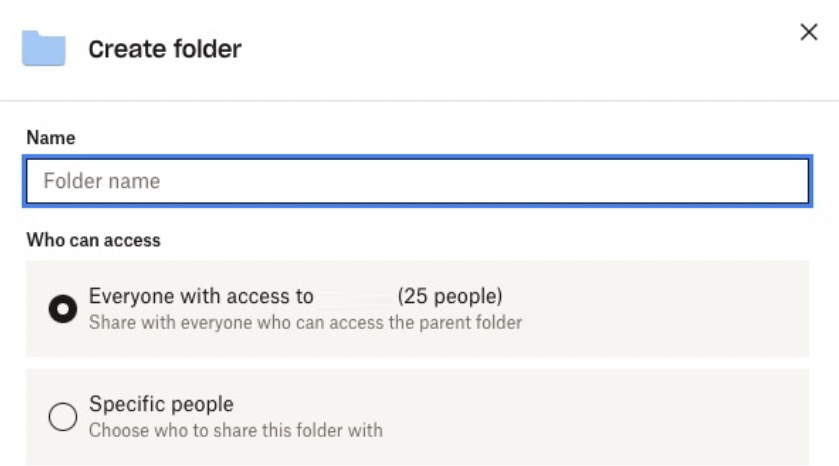 Create folder
Name
Folder name
Who can access
Everyone with access to (25 people)
Share with everyone who can access the parent folder
Specific people
Choose who to share this folder with